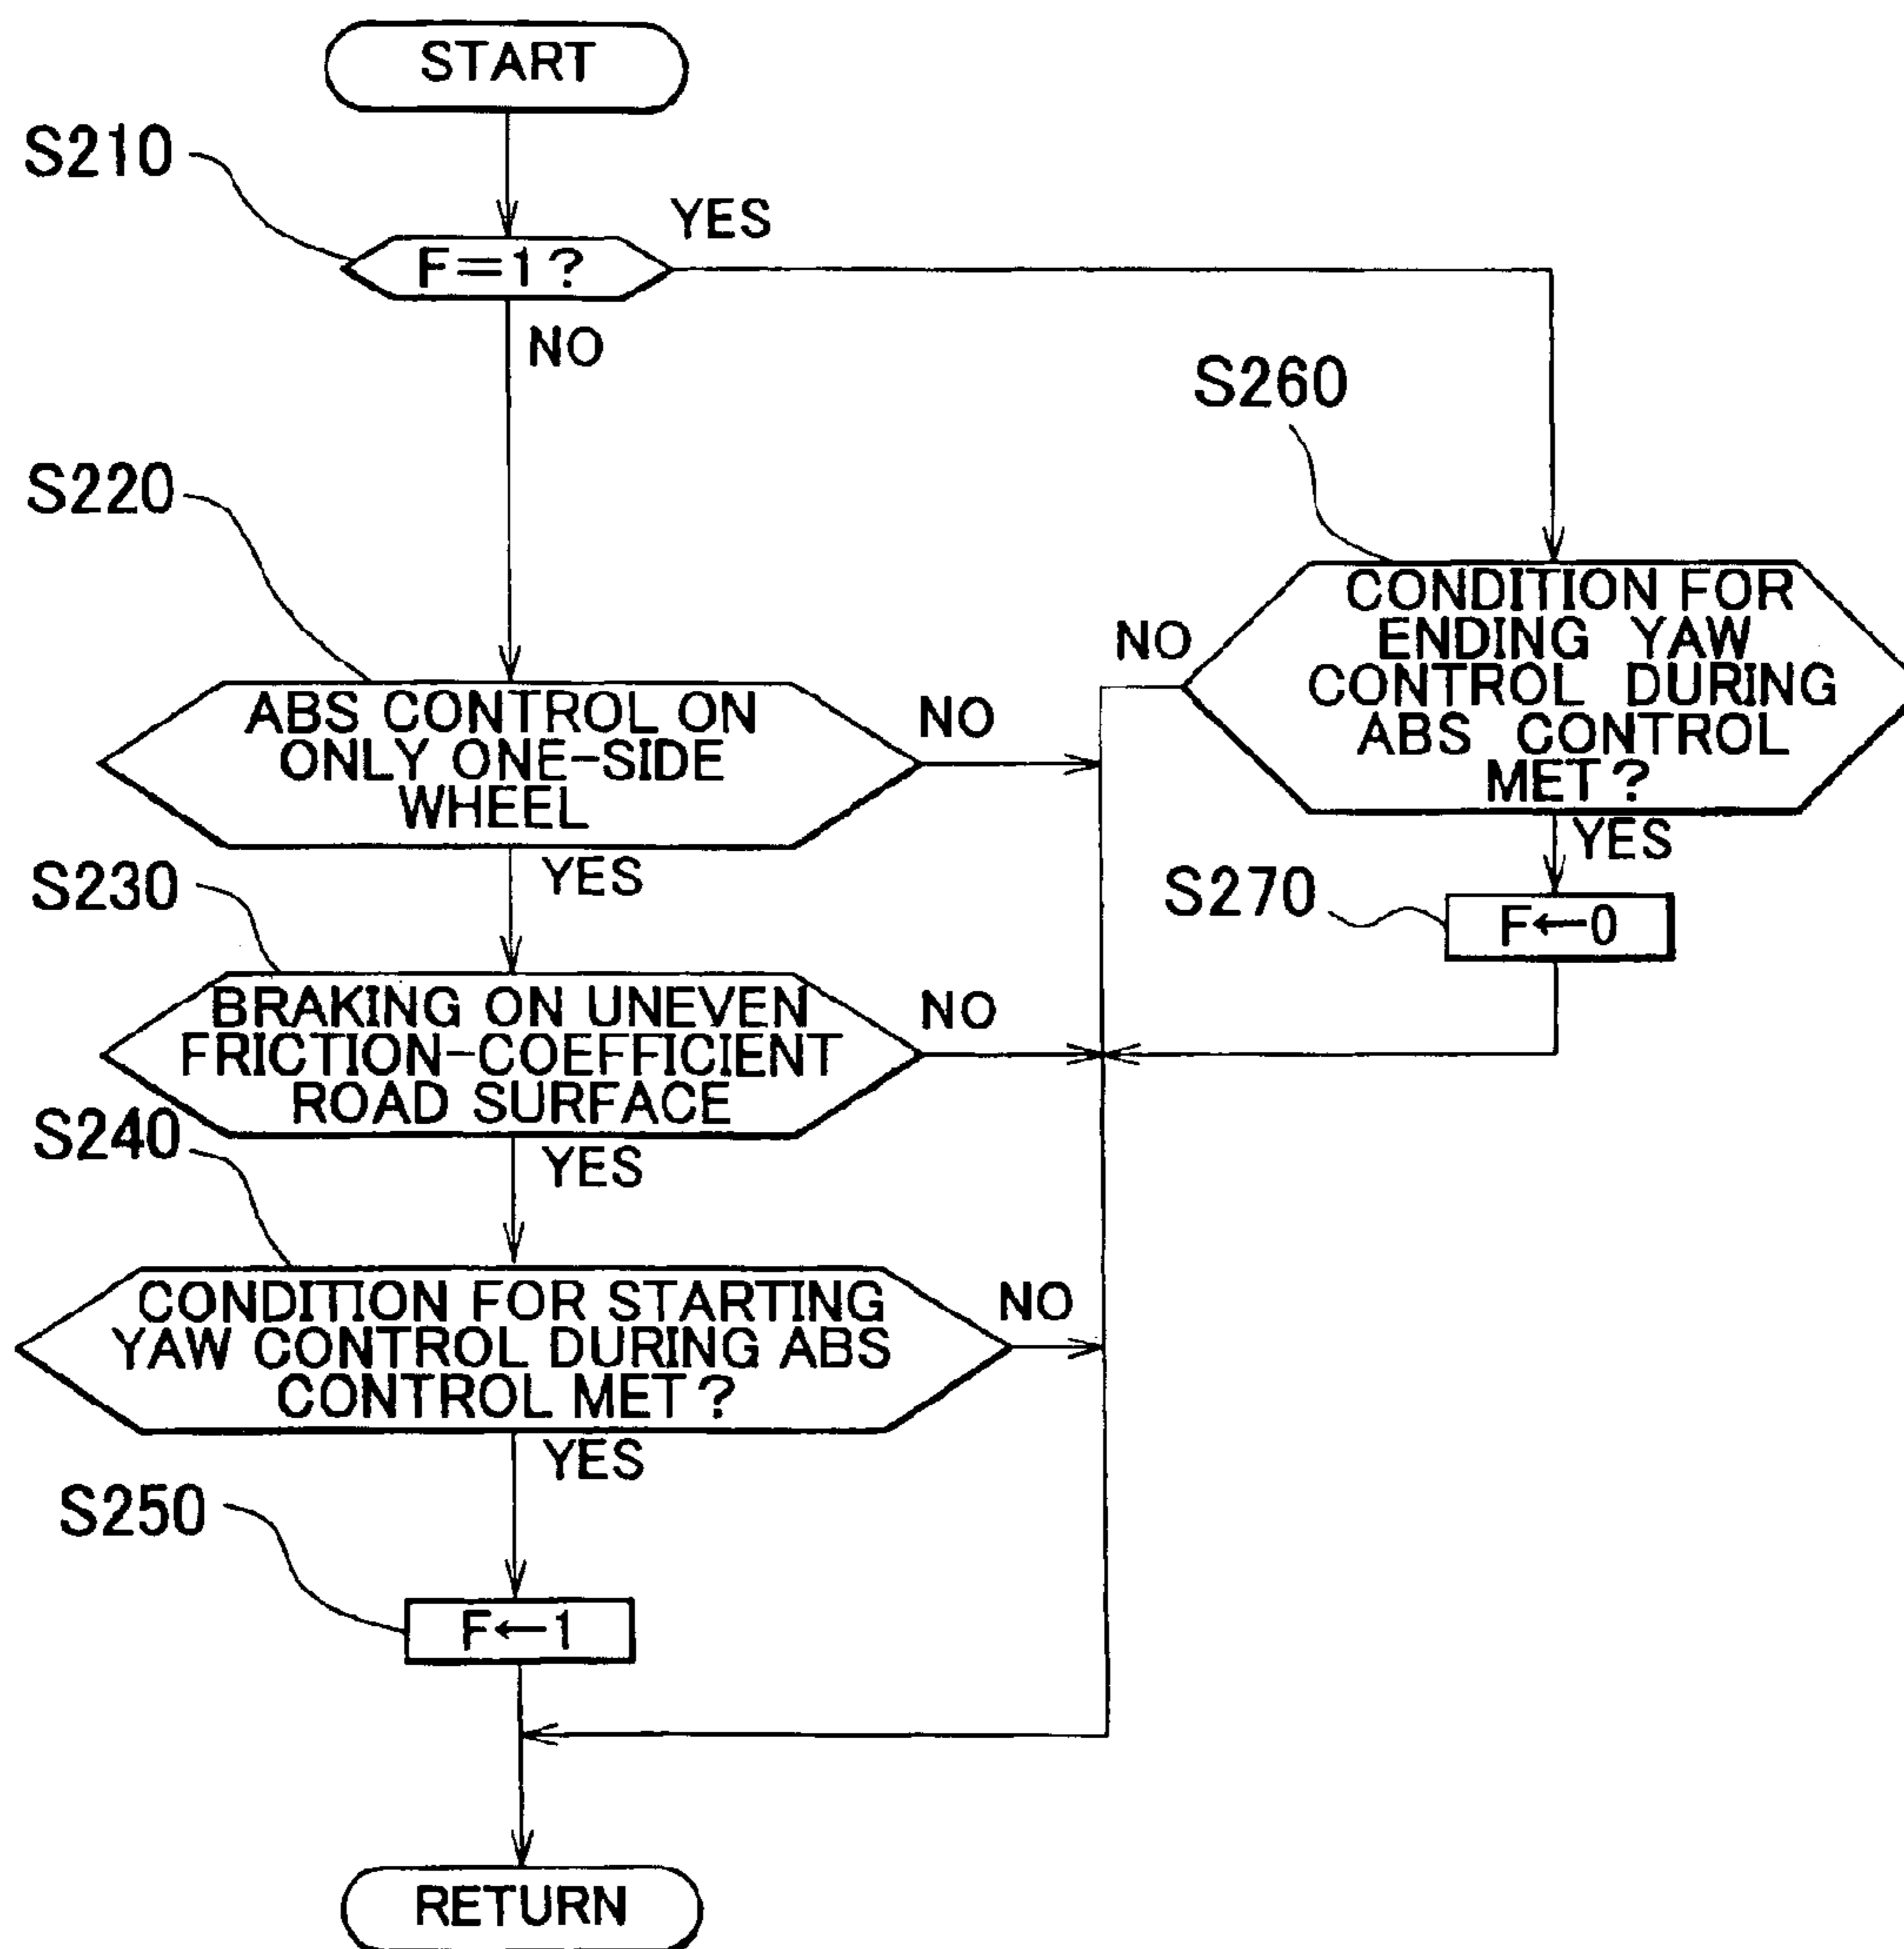 START
S210
F=1?
YES
NO
S220
ABS CONTROL ON
ONLY ONE-SIDE
WHEEL
NO
YES
S230
BRAKING ON UNEVEN
FRICTION-COEFFICIENT
ROAD SURFACE
NO
YES
S240
CONDITION FOR STARTING
YAW CONTROL DURING ABS
CONTROL MET?
NO
YES
S250
F←1
S260
CONDITION FOR
ENDING YAW
CONTROL DURING
ABS CONTROL
MET?
NO
YES
S270
F←0
RETURN